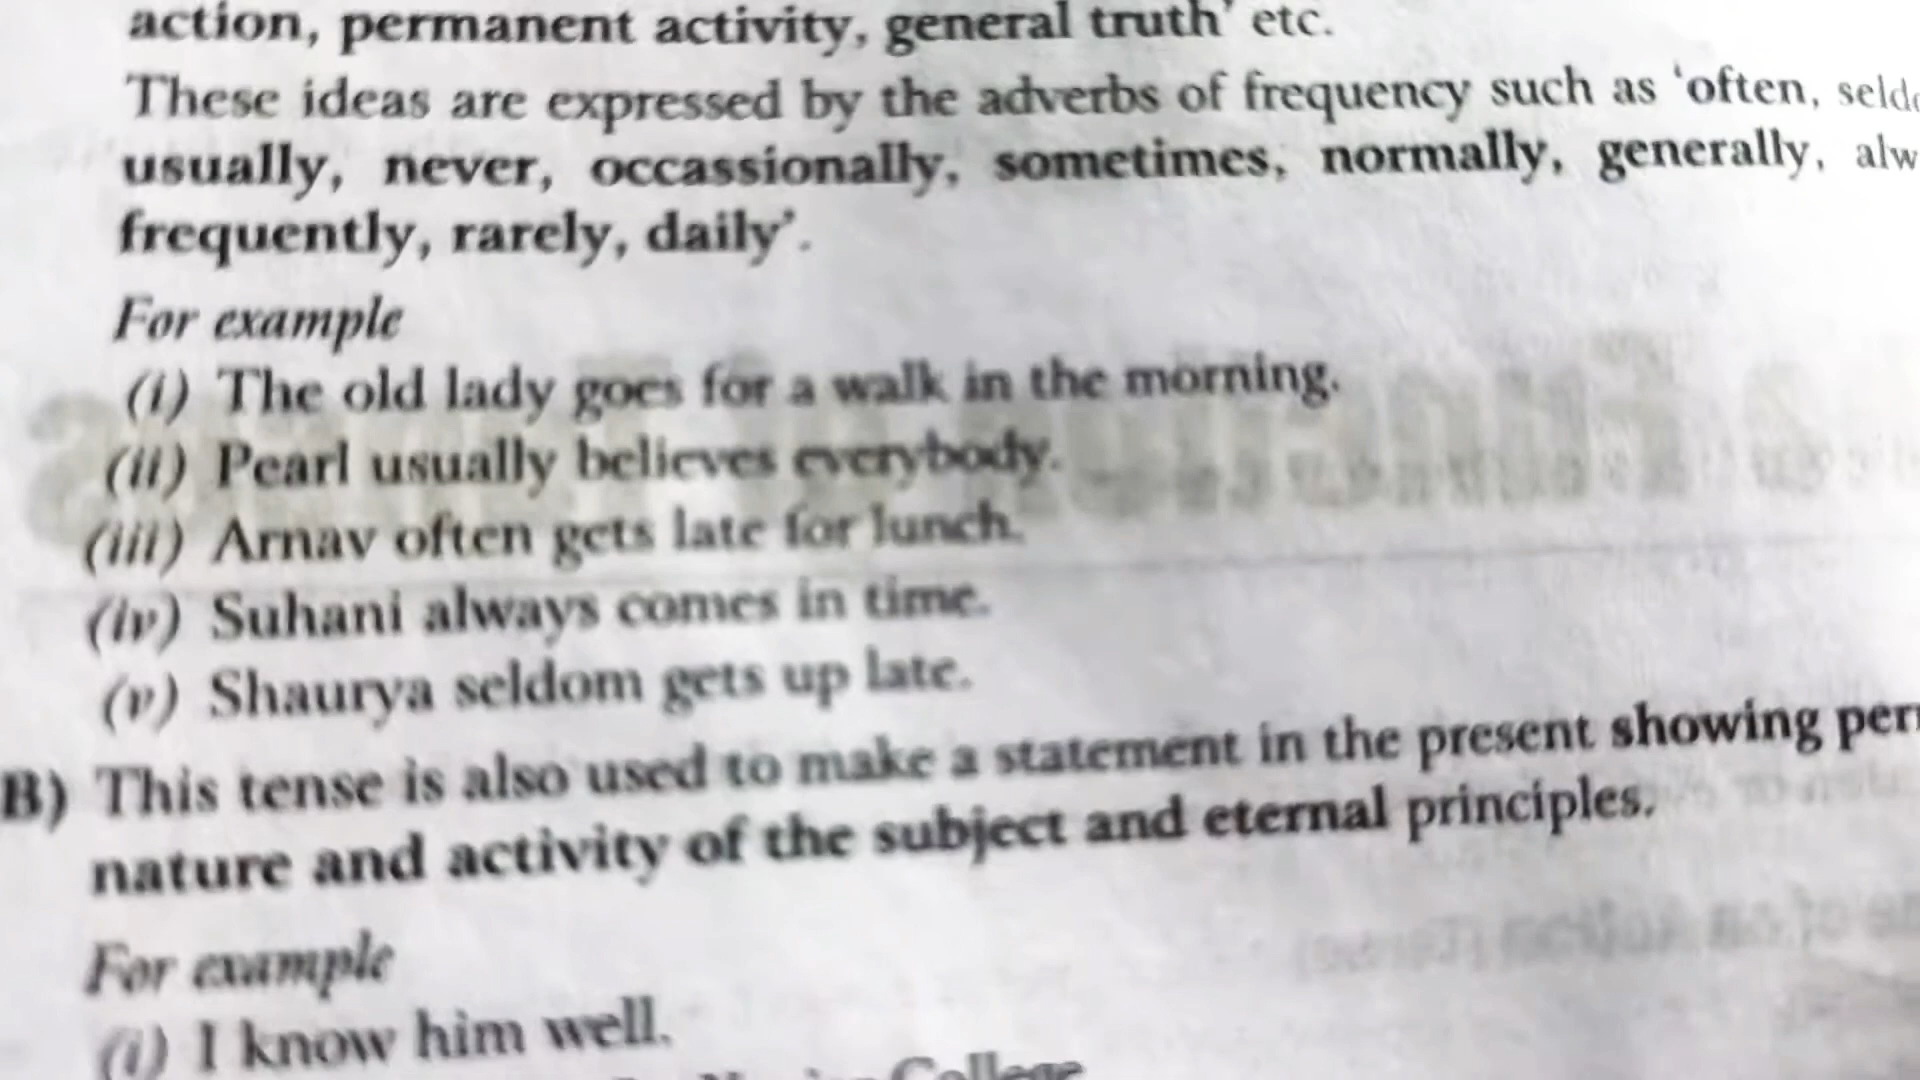 action, permanent activity, general truth' etc.
These ideas are expressed by the adverbs of frequency such as 'often,
usually, never, occassionally, sometimes, normally, generally,
frequently, rarely, daily'.
For example
(i) The old lady goes for a walk in the morning.
(ii) Pearl usually believes everybody.
(iii) Arnav often gets late for lunch.
(iv) Suhani always comes in time.
(v) Shaurya seldom gets up late.
B) This tense is also used to make a statement in the present showing
nature and activity of the subject and eternal principles.
For example
(i) I know him well.
College